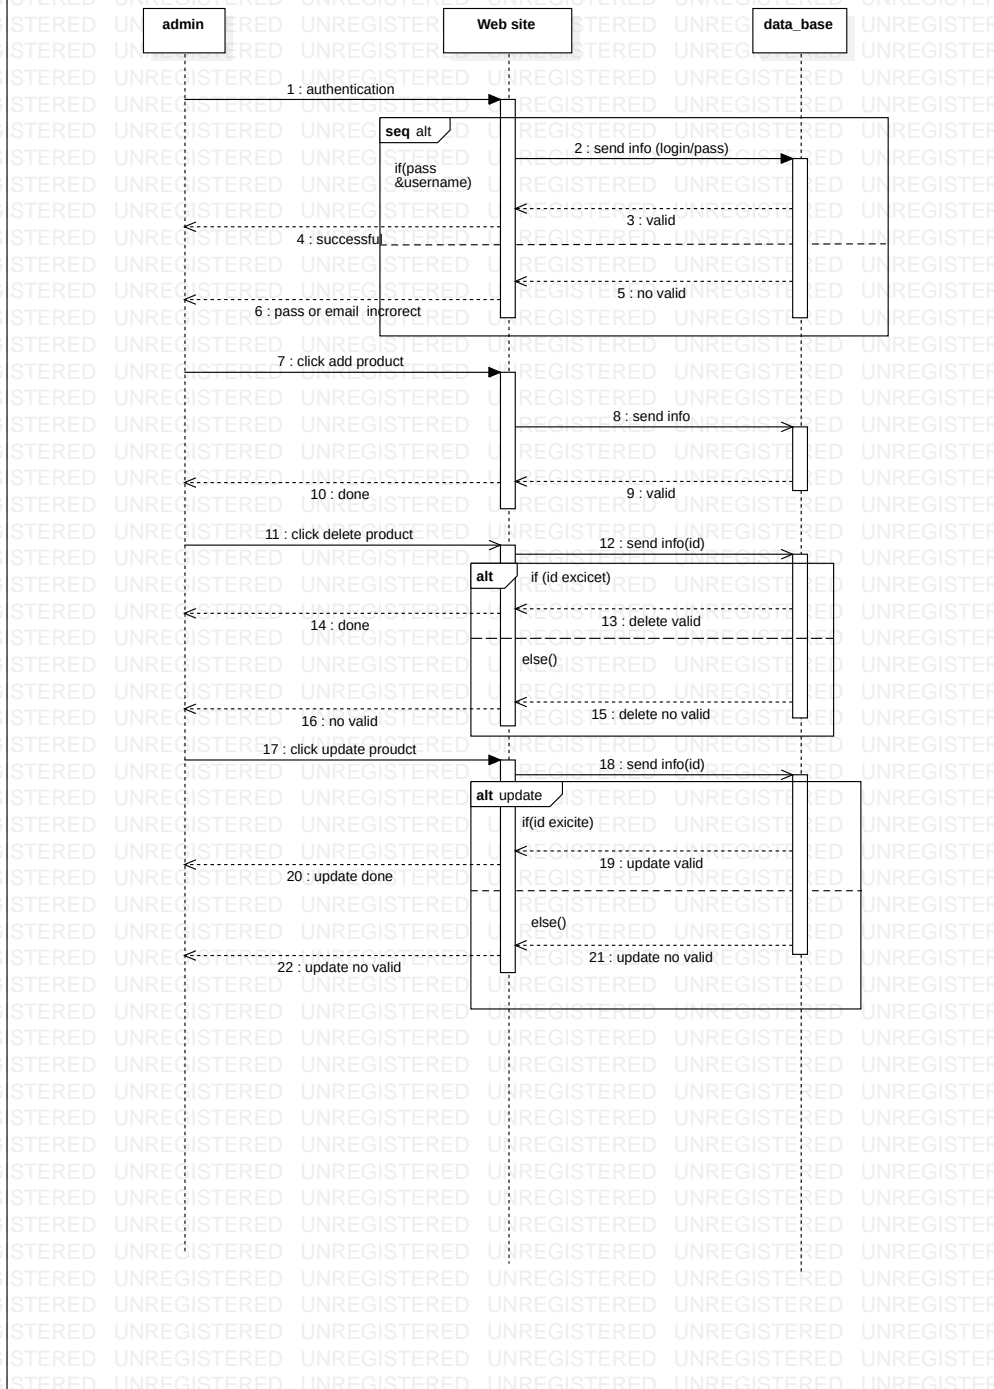 admin
Web site
data_base
1 : authentication
seq alt
2 : send info (login/pass)
if(pass
&username)
3 : valid
4 : successful
5 : no valid
6 : pass or email  incrorect
7 : click add product
8 : send info
9 : valid
10 : done
11 : click delete product
12 : send info(id)
alt
if (id excicet)
13 : delete valid
14 : done
else()
15 : delete no valid
16 : no valid
17 : click update proudct
18 : send info(id)
alt update
if(id exicite)
19 : update valid
20 : update done
else()
21 : update no valid
22 : update no valid
UNREGISTERED